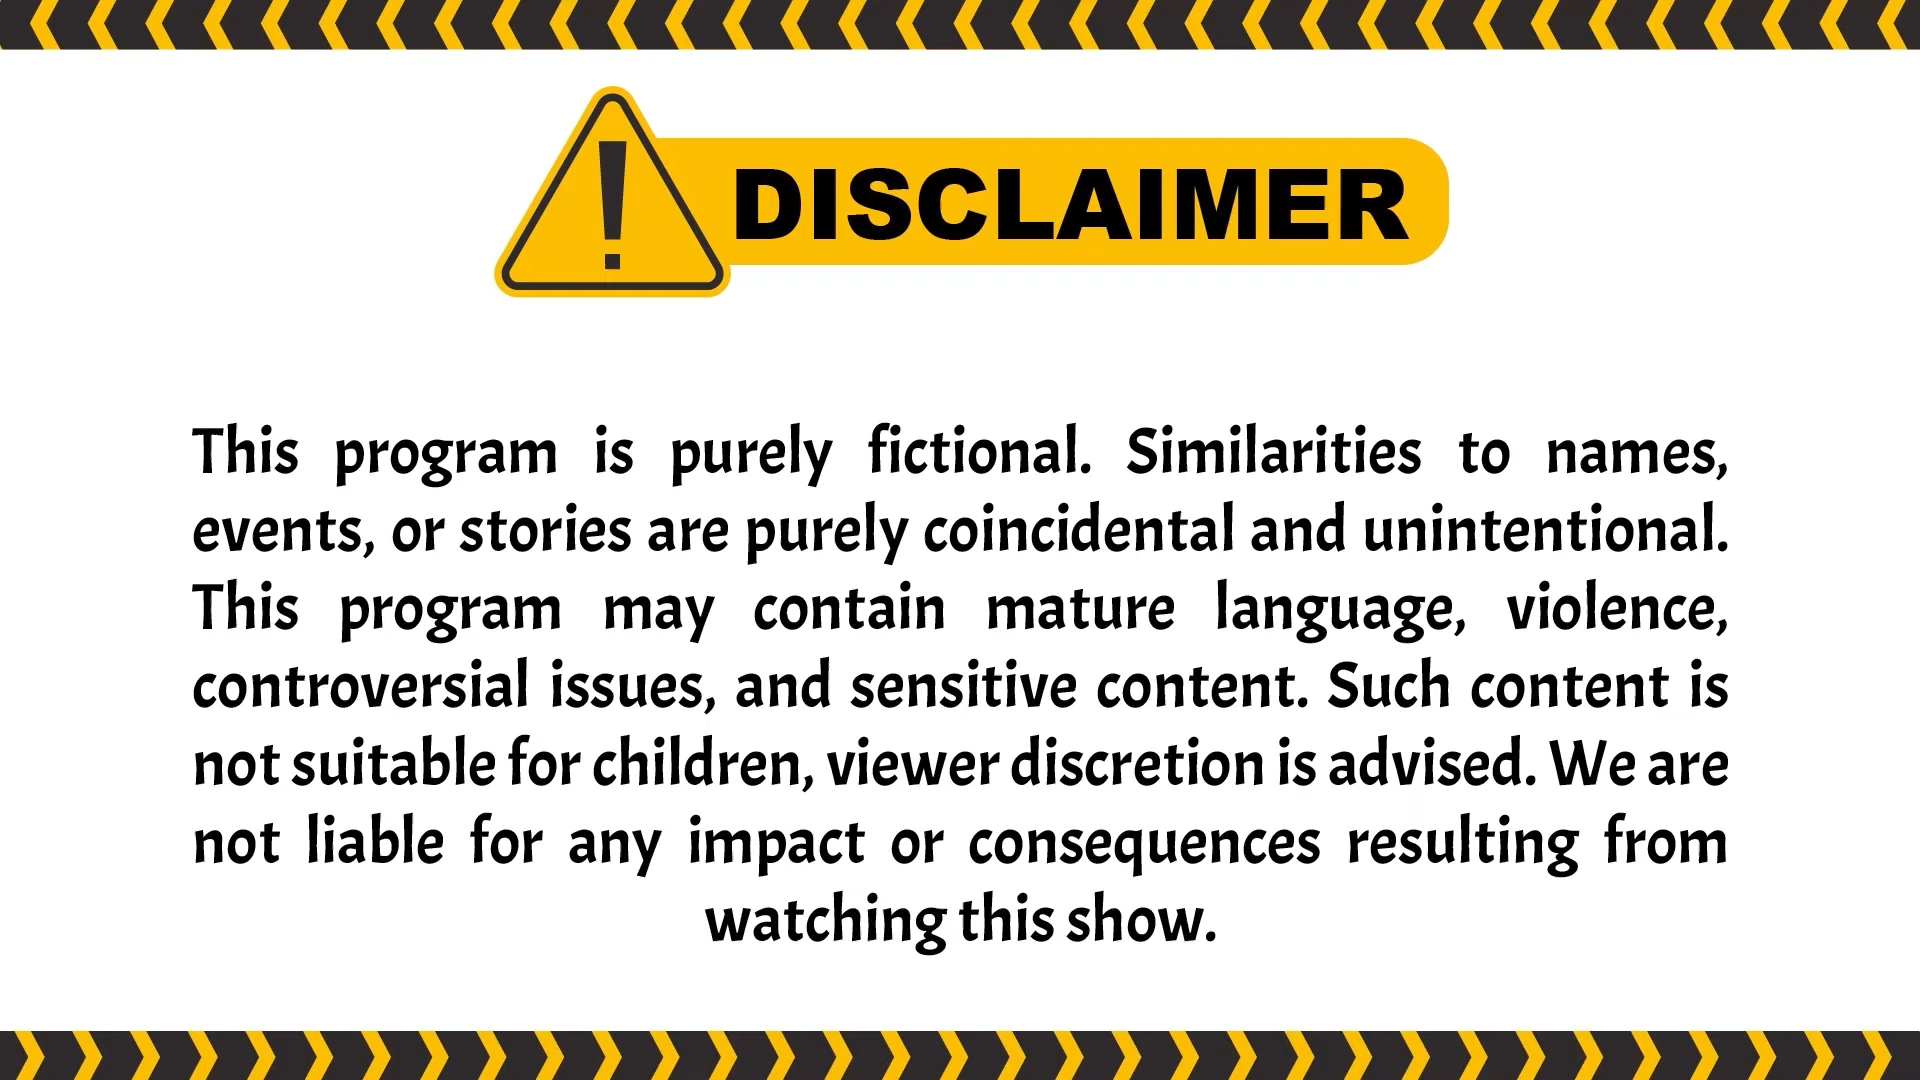 DISCLAIMER
This program is purely fictional. Similarities to names,
events, or stories are purely coincidental and unintentional.
This program may contain mature language, violence,
controversial issues, and sensitive content. Such content is
not suitable for children, viewer discretion is advised. We are
not liable for any impact or consequences resulting from
watching this show.